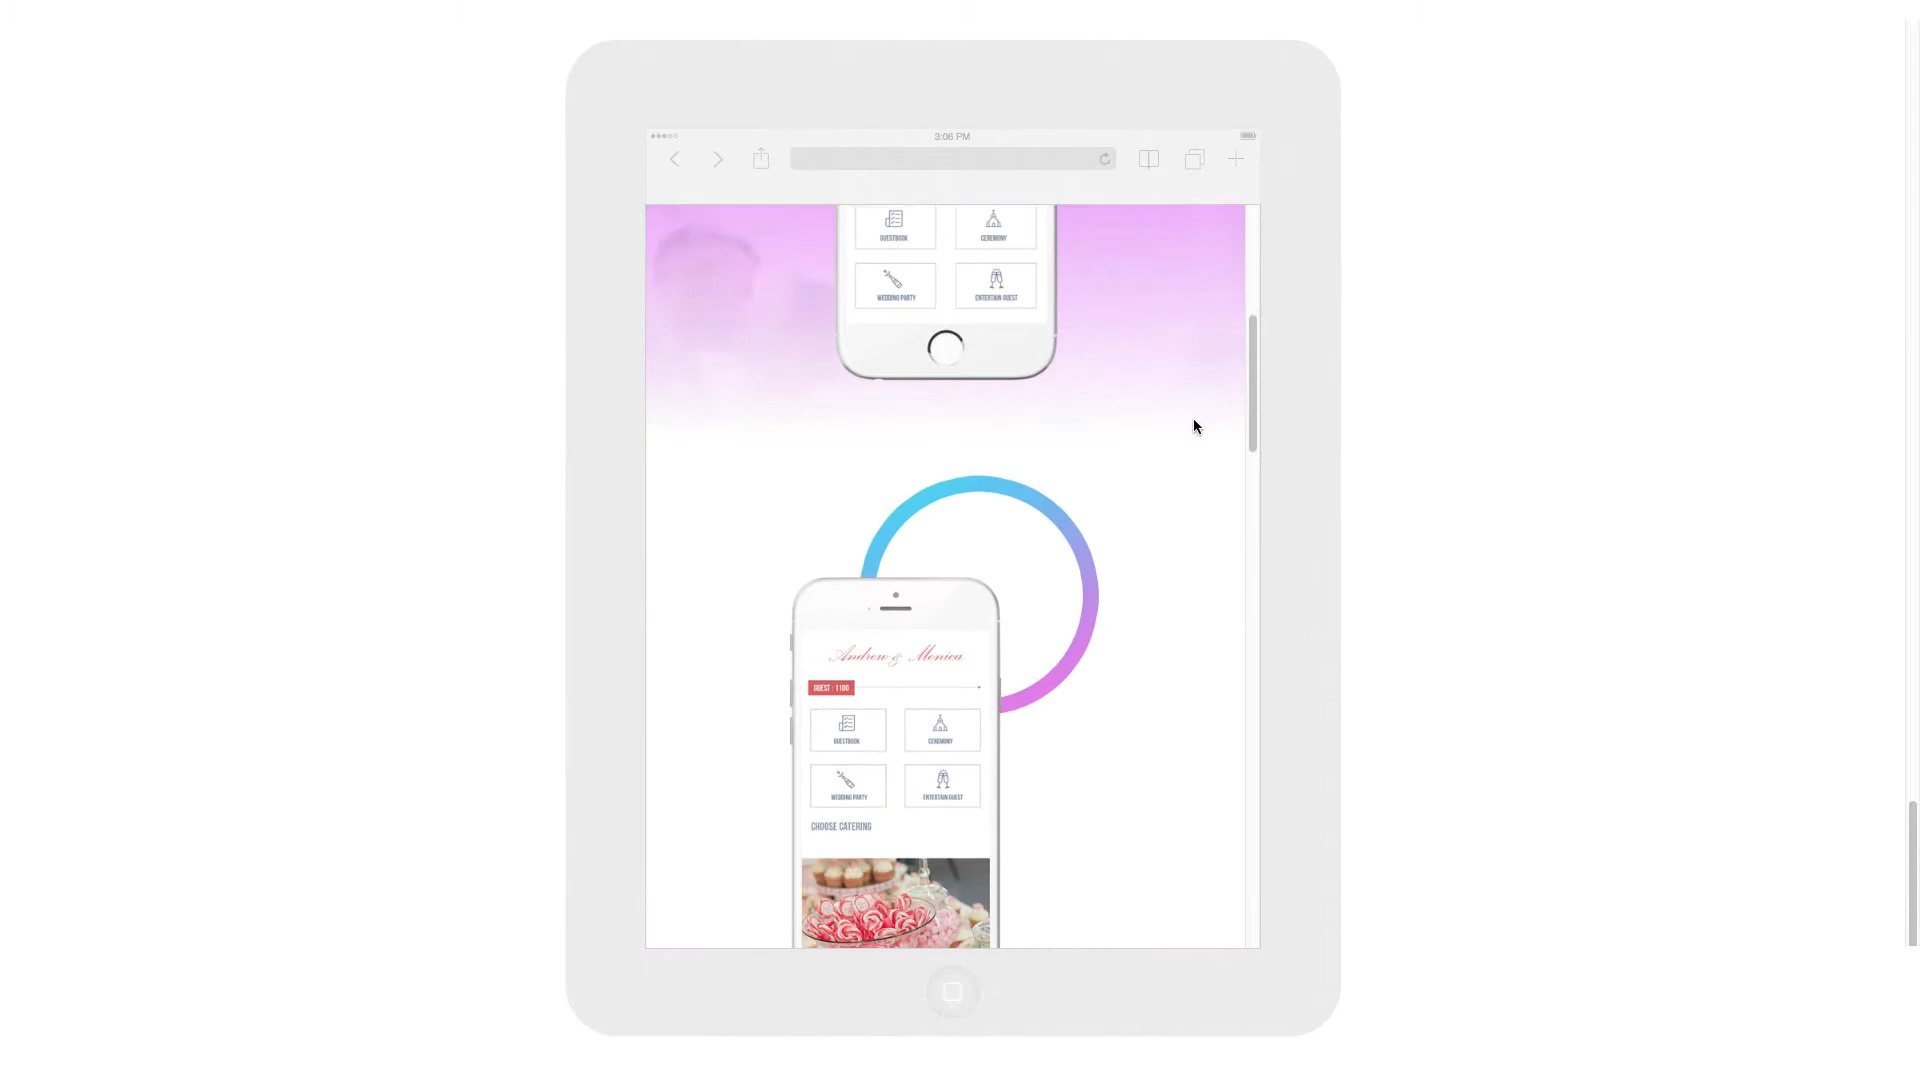 3:06 PM
GUESTBOOK
CEREMONY
WEDDING PARTY
ENTERTAIN GUEST
Andrew & Monica
GUEST : 1100
GUESTBOOK
CEREMONY
WEDDING PARTY
ENTERTAIN GUEST
CHOOSE CATERING